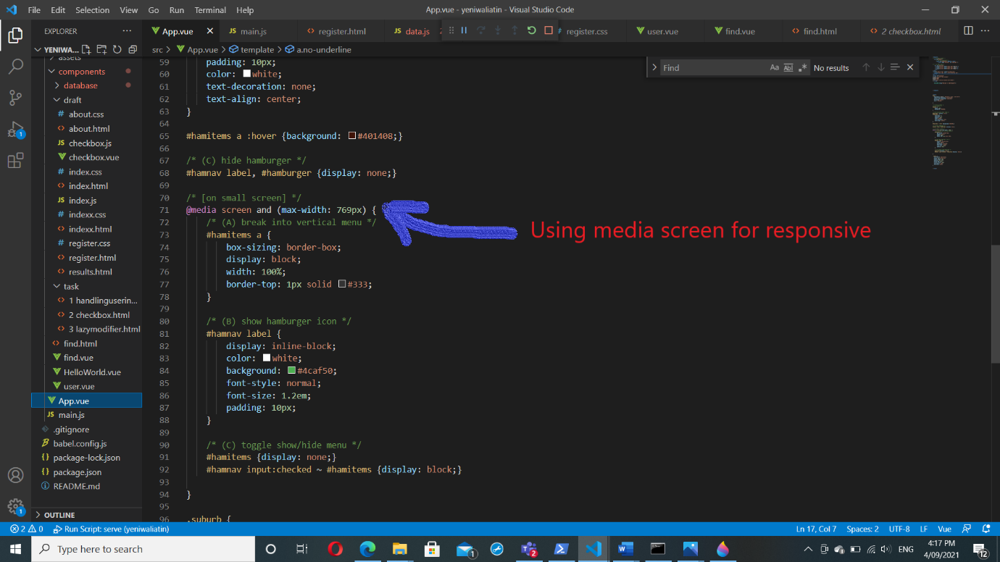 File Edit Selection View Go Run Terminal Help
App.vue - yeniwaliatin - Visual Studio Code
EXPLORER
App.vue
main.js
register.html
data.js
register.css
user.vue
find.vue
find.html
2 checkbox.html
YENIWA...
src > App.vue > template > a.no-underline
Find
Aa
No results
assets
components
database
draft
about.css
about.html
checkbox.js
checkbox.vue
index.css
index.html
index.js
indexx.css
indexx.html
register.css
register.html
results.html
task
1 handlinguserin...
2 checkbox.html
3 lazymodifier.html
find.html
find.vue
HelloWorld.vue
user.vue
App.vue
main.js
.gitignore
babel.config.js
package-lock.json
package.json
README.md
OUTLINE
59 padding: 10px;
60 color: white;
61 text-decoration: none;
62 text-align: center;
63 }
64
65 #hamitems a :hover {background: #401408;}
66
67 /* (C) hide hamburger */
68 #hamnav label, #hamburger {display: none;}
69
70 /* [on small screen] */
71 @media screen and (max-width: 769px) {
72 /* (A) break into vertical menu */
73 #hamitems a {
74 box-sizing: border-box;
75 display: block;
76 width: 100%;
77 border-top: 1px solid #333;
78 }
79
80 /* (B) show hamburger icon */
81 #hamnav label {
82 display: inline-block;
83 color: white;
84 background: #4caf50;
85 font-style: normal;
86 font-size: 1.2em;
87 padding: 10px;
88 }
89
90 /* (C) toggle show/hide menu */
91 #hamitems {display: none;}
92 #hamnav input:checked ~ #hamitems {display: block;}
93
94 }
95
96 .suburb {
Using media screen for responsive
2 0 Run Script: serve (yeniwaliatin)
Ln 17, Col 7 Spaces: 2 UTF-8 LF Vue
Type here to search
ENG
4:17 PM
4/09/2021